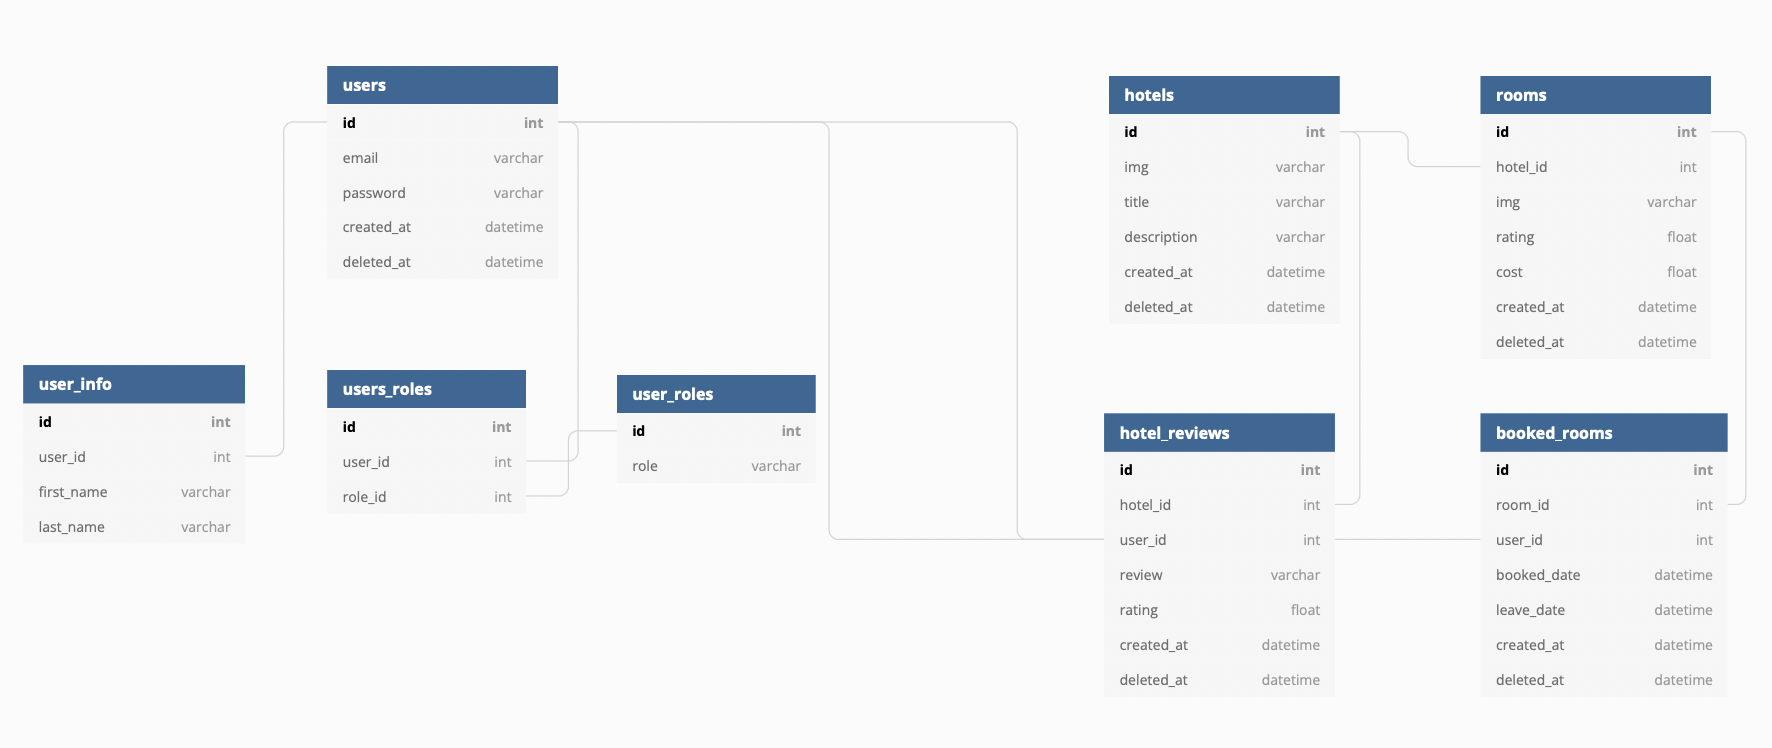 users
id int
email varchar
password varchar
created_at datetime
deleted_at datetime
hotels
id int
img varchar
title varchar
description varchar
created_at datetime
deleted_at datetime
rooms
id int
hotel_id int
img varchar
rating float
cost float
created_at datetime
deleted_at datetime
user_info
id int
user_id int
first_name varchar
last_name varchar
users_roles
id int
user_id int
role_id int
user_roles
id int
role varchar
hotel_reviews
id int
hotel_id int
user_id int
review varchar
rating float
created_at datetime
deleted_at datetime
booked_rooms
id int
room_id int
user_id int
booked_date datetime
leave_date datetime
created_at datetime
deleted_at datetime